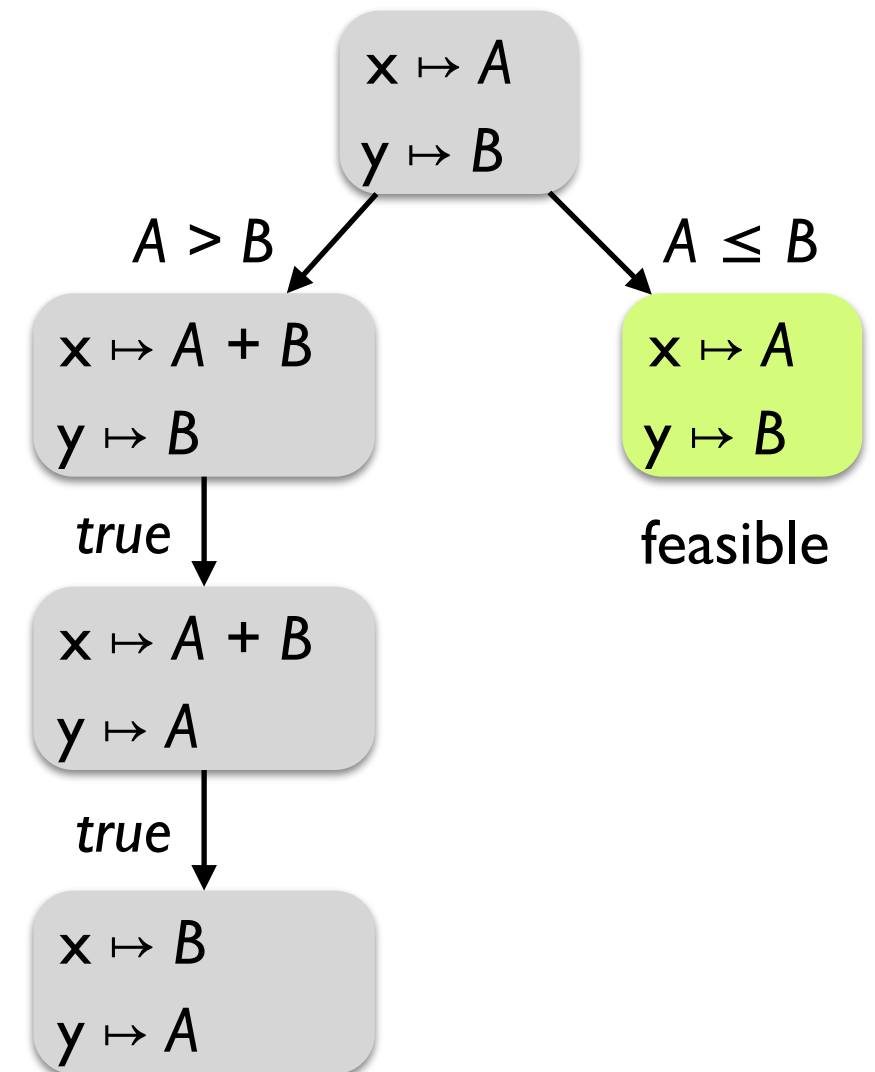 x ↦ A
y ↦ B
A > B
A ≤ B
x ↦ A + B
y ↦ B
x ↦ A
y ↦ B
true
feasible
x ↦ A + B
y ↦ A
true
x ↦ B
y ↦ A